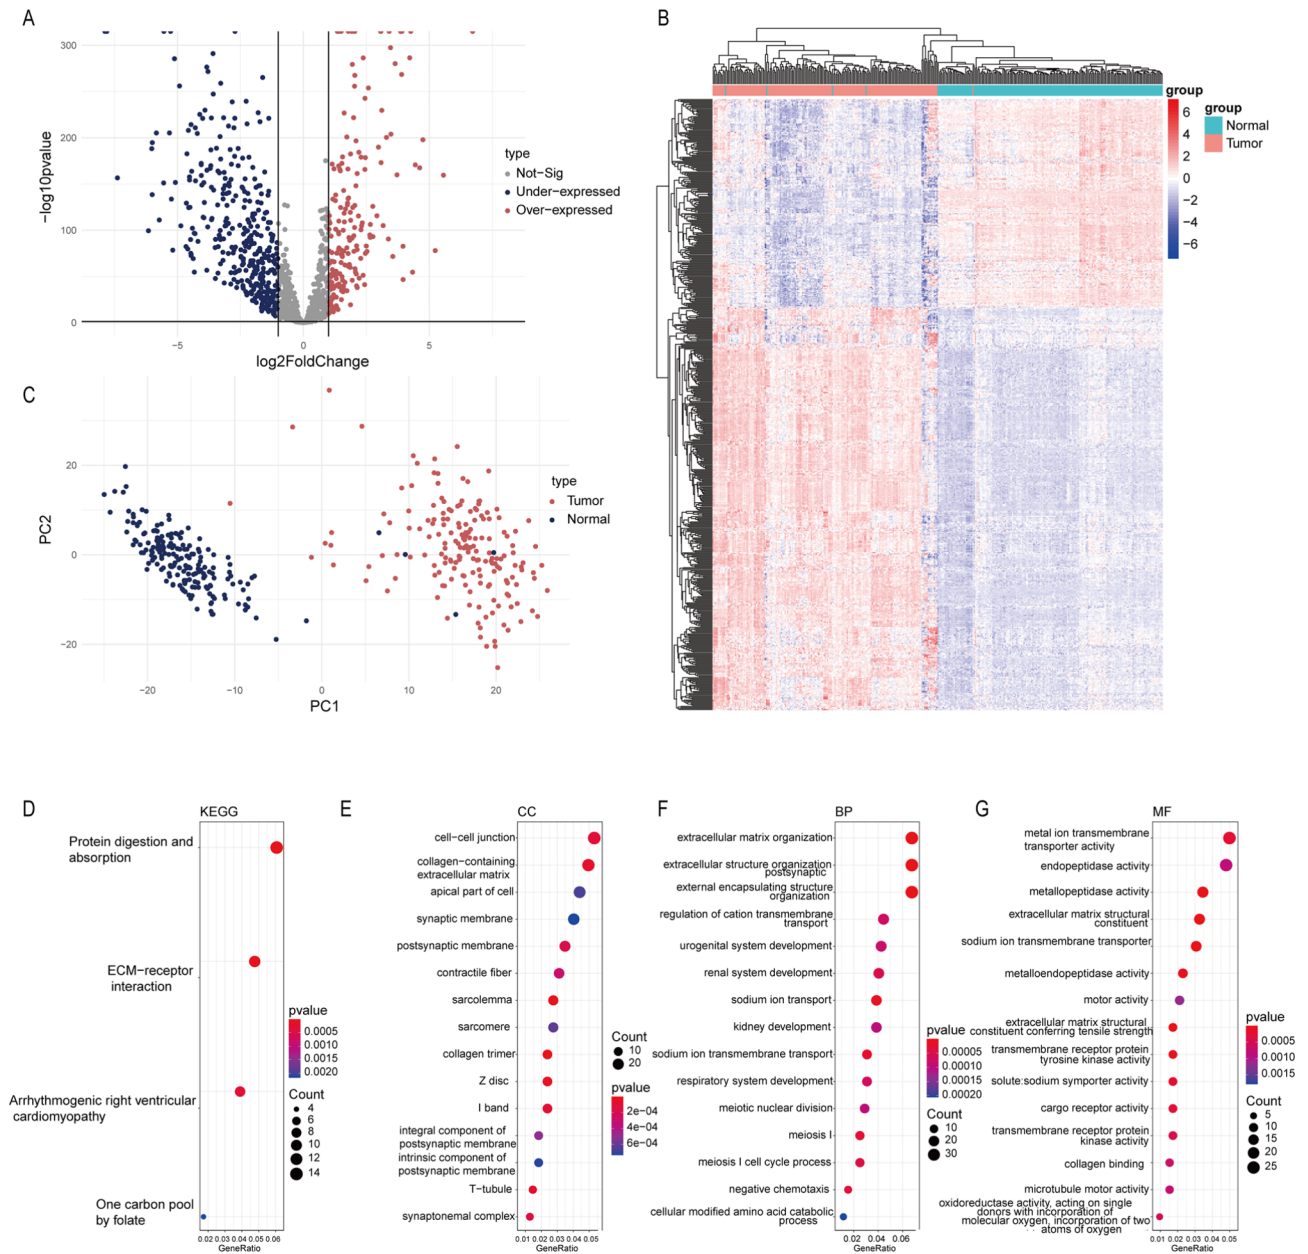 A
−log10pvalue
300
200
100
0
−5
0
5
log2FoldChange
type
Not−Sig
Under−expressed
Over−expressed
B
group
6
4
2
0
−2
−4
−6
group
Normal
Tumor
C
PC2
20
0
−20
−20
−10
0
10
20
PC1
type
Tumor
Normal
D
KEGG
Protein digestion and
absorption
ECM−receptor
interaction
Arrhythmogenic right ventricular
cardiomyopathy
One carbon pool
by folate
0.02 0.03 0.04 0.05 0.06
GeneRatio
pvalue
0.0005
0.0010
0.0015
0.0020
Count
4
6
8
10
12
14
E
CC
cell−cell junction
collagen−containing
extracellular matrix
apical part of cell
synaptic membrane
postsynaptic membrane
contractile fiber
sarcolemma
sarcomere
collagen trimer
Z disc
I band
integral component of
postsynaptic membrane
intrinsic component of
postsynaptic membrane
T−tubule
synaptonemal complex
0.01 0.02 0.03 0.04 0.05
GeneRatio
Count
10
20
pvalue
2e−04
4e−04
6e−04
F
BP
extracellular matrix organization
extracellular structure organization
postsynaptic
external encapsulating structure
organization
regulation of cation transmembrane
transport
urogenital system development
renal system development
sodium ion transport
kidney development
sodium ion transmembrane transport
respiratory system development
meiotic nuclear division
meiosis I
meiosis I cell cycle process
negative chemotaxis
cellular modified amino acid catabolic
process
0.02 0.04 0.06
GeneRatio
pvalue
0.00005
0.00010
0.00015
0.00020
Count
10
20
30
G
MF
metal ion transmembrane
transporter activity
endopeptidase activity
metallopeptidase activity
extracellular matrix structural
constituent
sodium ion transmembrane transporter
metalloendopeptidase activity
motor activity
extracellular matrix structural
constituent conferring tensile strength
transmembrane receptor protein
tyrosine kinase activity
solute:sodium symporter activity
cargo receptor activity
transmembrane receptor protein
kinase activity
collagen binding
microtubule motor activity
oxidoreductase activity, acting on single
donors with incorporation of
molecular oxygen, incorporation of two
atoms of oxygen
0.01 0.02 0.03 0.04 0.05
GeneRatio
pvalue
0.0005
0.0010
0.0015
Count
5
10
15
20
25